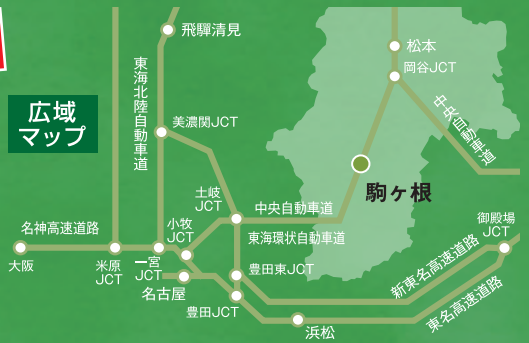 飛騨清見
松本
岡谷JCT
東海北陸自動車道
広域
マップ
中央自動車道
美濃関JCT
駒ヶ根
土岐
JCT
中央自動車道
御殿場
JCT
名神高速道路
小牧
JCT
東海環状自動車道
大阪
米原
JCT
一宮
JCT
豊田東JCT
新東名高速道路
名古屋
東名高速道路
豊田JCT
浜松